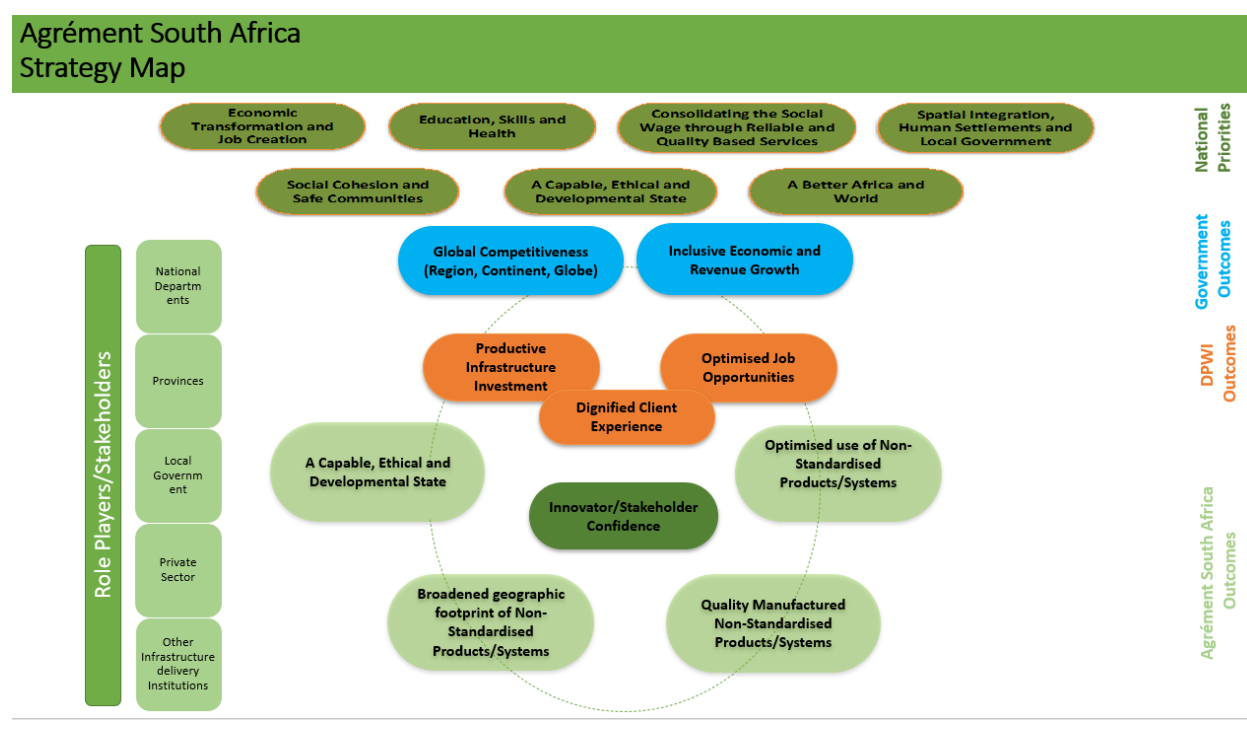 Agrément South Africa
Strategy Map
Economic
Transformation and
Job Creation
Education, Skills and
Health
Consolidating the Social
Wage through Reliable and
Quality Based Services
Spatial Integration,
Human Settlements and
Local Government
National
Priorities
Social Cohesion and
Safe Communities
A Capable, Ethical and
Developmental State
A Better Africa and
World
Global Competitiveness
(Region, Continent, Globe)
Inclusive Economic and
Revenue Growth
Government
Outcomes
Role Players/Stakeholders
National
Departm
ents
Provinces
Local
Governm
ent
Private
Sector
Other
Infrastructure
delivery
Institutions
Productive
Infrastructure
Investment
Optimised Job
Opportunities
Dignified Client
Experience
DPWI
Outcomes
A Capable, Ethical and
Developmental State
Optimised use of Non-
Standardised
Products/Systems
Innovator/Stakeholder
Confidence
Broadened geographic
footprint of Non-
Standardised
Products/Systems
Quality Manufactured
Non-Standardised
Products/Systems
Agrément South Africa
Outcomes